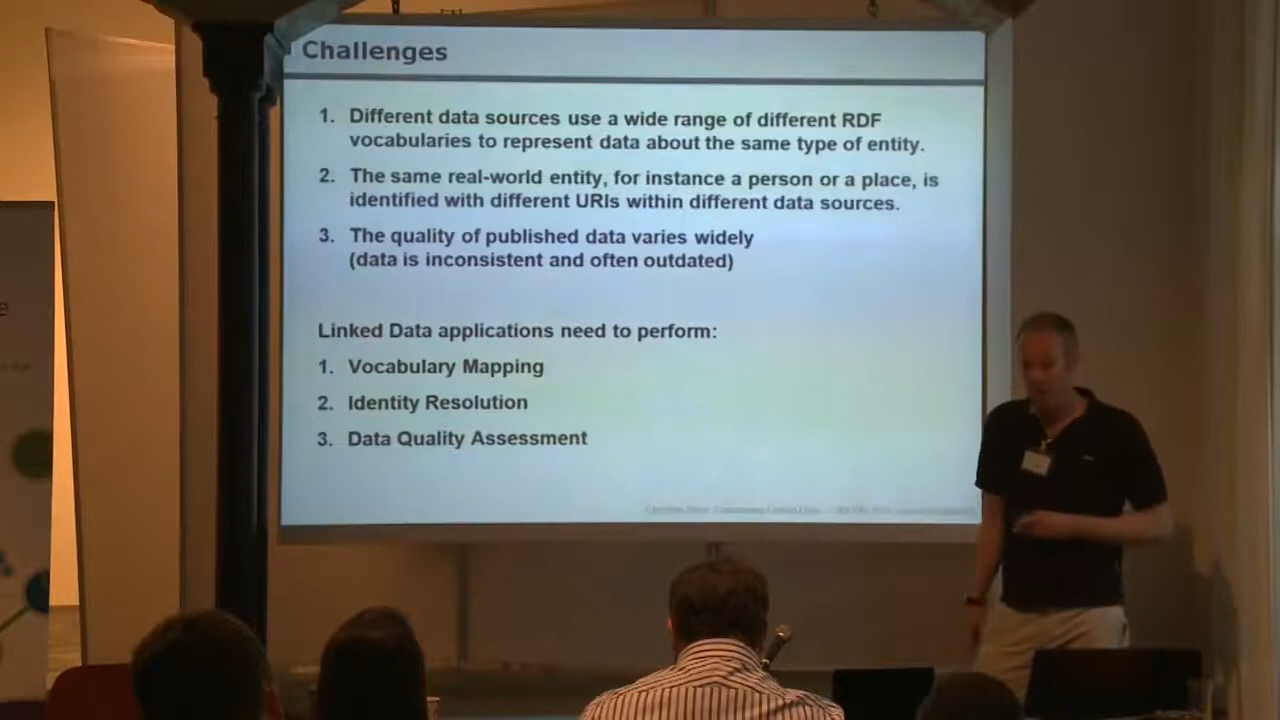 Challenges
1. Different data sources use a wide range of different RDF
vocabularies to represent data about the same type of entity.
2. The same real-world entity, for instance a person or a place, is
identified with different URIs within different data sources.
3. The quality of published data varies widely
(data is inconsistent and often outdated)
Linked Data applications need to perform:
1. Vocabulary Mapping
2. Identity Resolution
3. Data Quality Assessment